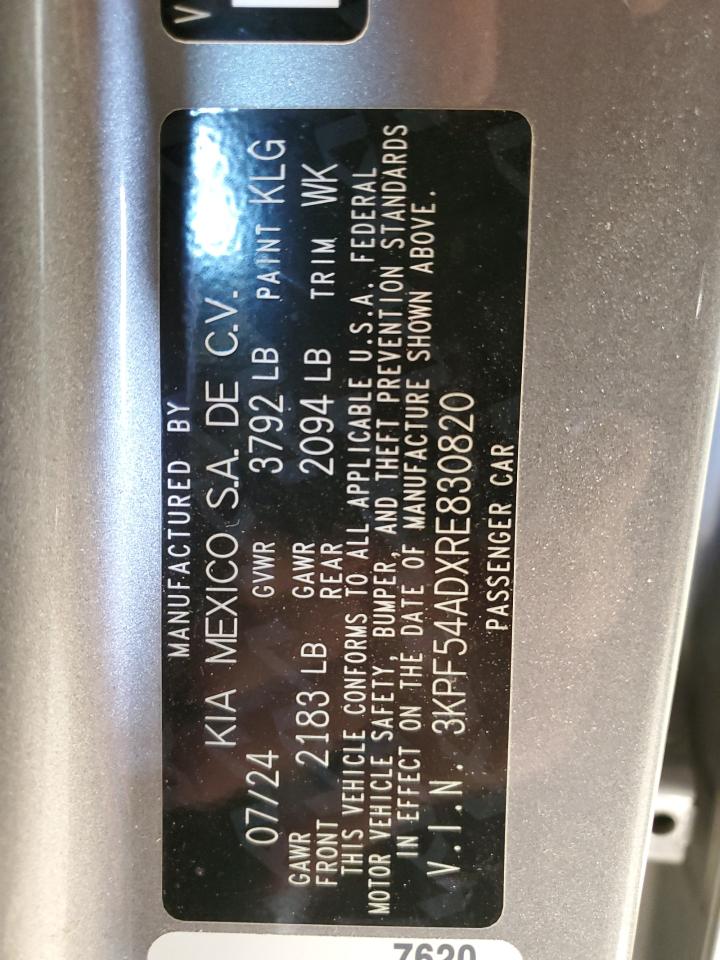 V
MANUFACTURED BY
KIA MEXICO S.A. DE C.V.
07/24 GVWR 3792 LB PAINT KLG
GAWR FRONT 2183 LB GAWR REAR 2094 LB TRIM WK
THIS VEHICLE CONFORMS TO ALL APPLICABLE U.S.A. FEDERAL
MOTOR VEHICLE SAFETY, BUMPER, AND THEFT PREVENTION STANDARDS
IN EFFECT ON THE DATE OF MANUFACTURE SHOWN ABOVE.
V.I.N. 3KPF54ADXRE830820
PASSENGER CAR
7620